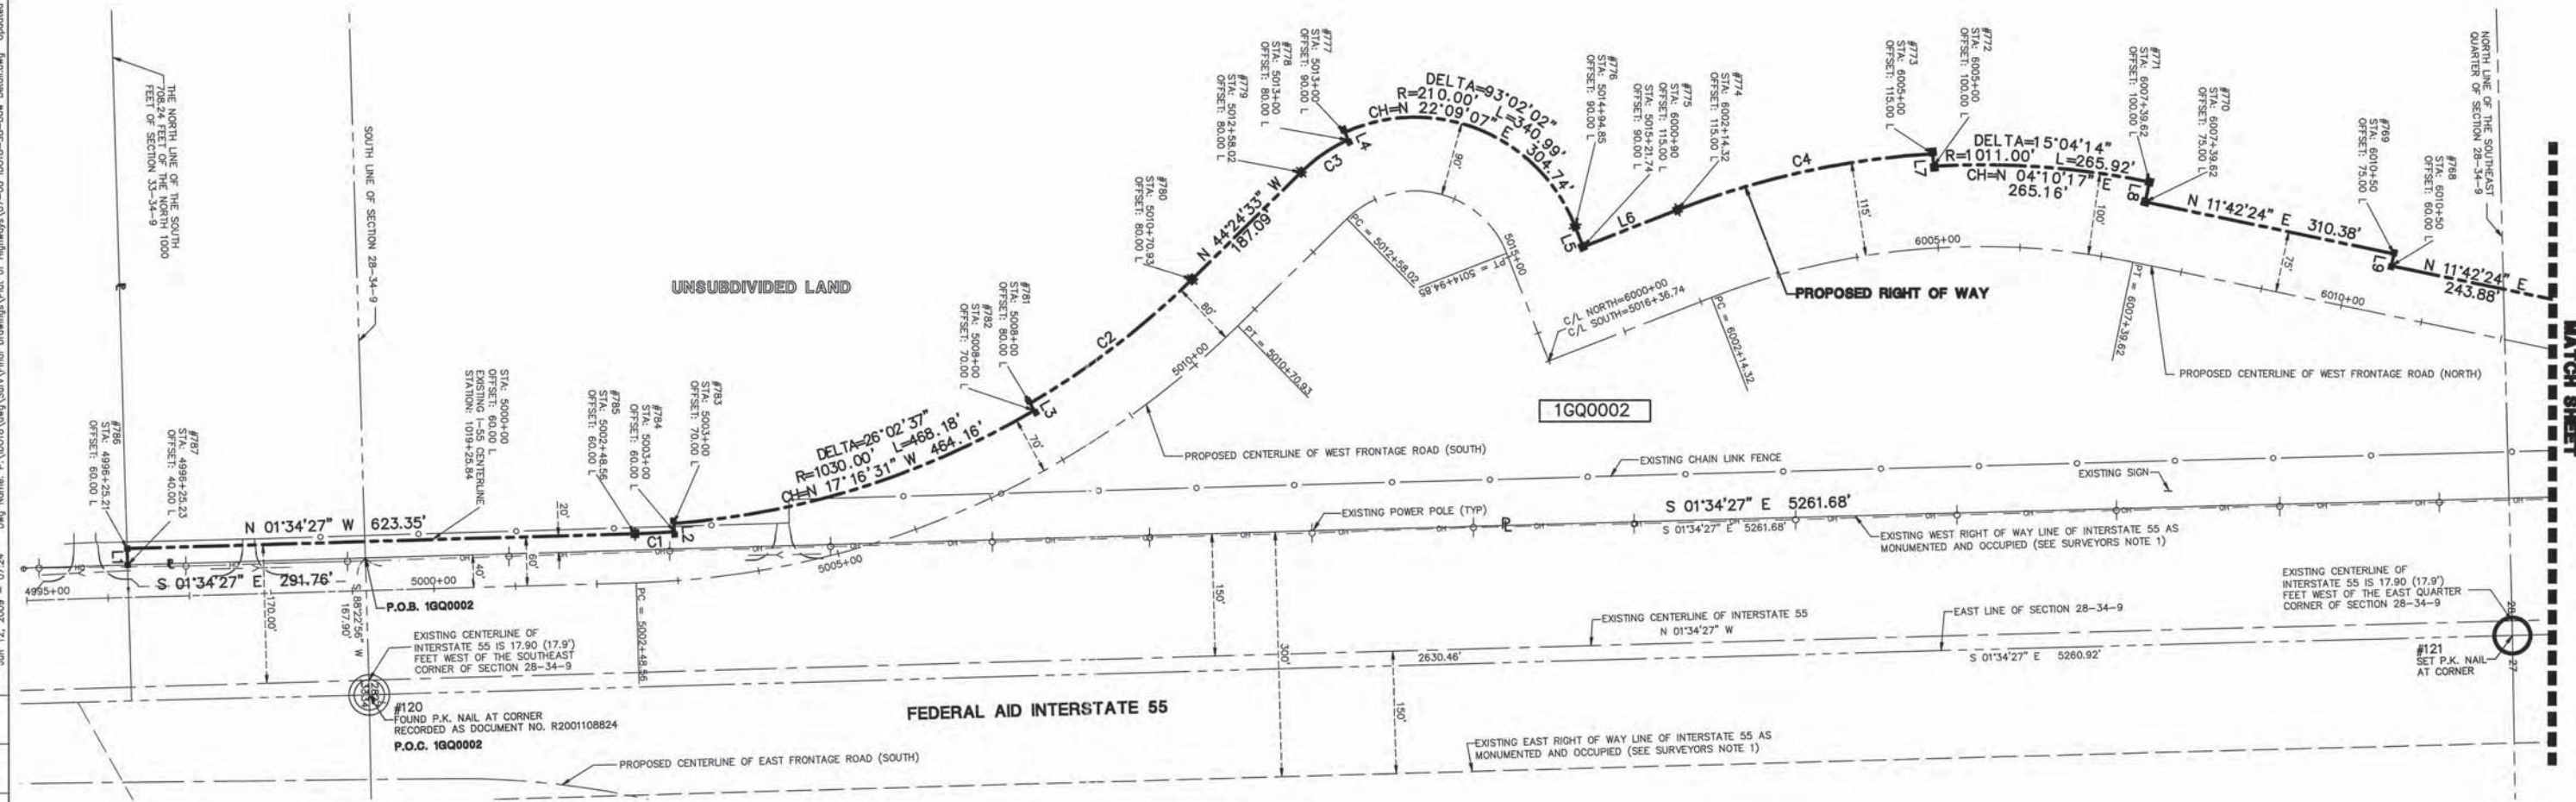 THE NORTH LINE OF THE SOUTH
708.24 FEET OF THE NORTH 1000
FEET OF SECTION 33-34-9
SOUTH LINE OF SECTION 28-34-9
#786
STA: 4996+25.21
OFFSET: 60.00 L
#787
STA: 4996+25.23
OFFSET: 40.00 L
STA: 5000+00
OFFSET: 60.00 L
EXISTING I-55 CENTERLINE
STATION: 1019+25.84
#785
STA: 5002+48.56
OFFSET: 60.00 L
#784
STA: 5003+00
OFFSET: 60.00 L
#783
STA: 5003+00
OFFSET: 70.00 L
#782
STA: 5008+00
OFFSET: 70.00 L
#781
STA: 5008+00
OFFSET: 80.00 L
#780
STA: 5010+70.93
OFFSET: 80.00 L
#779
STA: 5012+58.02
OFFSET: 80.00 L
#778
STA: 5013+00
OFFSET: 80.00 L
#777
STA: 5013+00
OFFSET: 90.00 L
#776
STA: 5014+94.85
OFFSET: 90.00 L
STA: 5015+21.74
OFFSET: 90.00 L
#775
STA: 6000+90
OFFSET: 115.00 L
#774
STA: 6002+14.32
OFFSET: 115.00 L
#773
STA: 6005+00
OFFSET: 115.00 L
#772
STA: 6005+00
OFFSET: 100.00 L
#771
STA: 6007+39.62
OFFSET: 100.00 L
#770
STA: 6007+39.62
OFFSET: 75.00 L
#769
STA: 6010+50
OFFSET: 75.00 L
#768
STA: 6010+50
OFFSET: 60.00 L
NORTH LINE OF THE SOUTHEAST
QUARTER OF SECTION 28-34-9
MATCH SHEET
UNSUBDIVIDED LAND
N 01°34'27" W 623.35'
L1
S 01°34'27" E 291.76'
4995+00
5000+00
170.00'
40'
60'
20'
C1
L2
P.O.B. 1GQ0002
S 88°22'56" W
167.90'
PC = 5002+48.56
DELTA=26°02'37"
R=1030.00' L=468.18'
CH=N 17°16'31" W 464.16'
70'
L3
C2
5005+00
N 44°24'33" W
187.09'
80'
5010+00
PT = 5010+70.93
C3
L4
DELTA=93°02'02"
R=210.00' L=340.99'
CH=N 22°09'07" E
304.74'
90'
PC = 5012+58.02
PT = 5014+94.85
5015+00
L5
L6
C/L NORTH=6000+00
C/L SOUTH=5016+36.74
PC = 6002+14.32
C4
115'
PROPOSED RIGHT OF WAY
L7
DELTA=15°04'14"
R=1011.00' L=265.92'
CH=N 04°10'17" E
265.16'
100'
L8
6005+00
PT = 6007+39.62
N 11°42'24" E 310.38'
75'
L9
N 11°42'24" E
243.88'
6010+00
PROPOSED CENTERLINE OF WEST FRONTAGE ROAD (NORTH)
1GQ0002
PROPOSED CENTERLINE OF WEST FRONTAGE ROAD (SOUTH)
EXISTING CHAIN LINK FENCE
EXISTING SIGN
EXISTING POWER POLE (TYP)
S 01°34'27" E 5261.68'
S 01°34'27" E 5261.68'
EXISTING WEST RIGHT OF WAY LINE OF INTERSTATE 55 AS
MONUMENTED AND OCCUPIED (SEE SURVEYORS NOTE 1)
150'
300'
150'
EXISTING CENTERLINE OF INTERSTATE 55
N 01°34'27" W
EAST LINE OF SECTION 28-34-9
2630.46'
S 01°34'27" E 5260.92'
EXISTING CENTERLINE OF
INTERSTATE 55 IS 17.90 (17.9')
FEET WEST OF THE EAST QUARTER
CORNER OF SECTION 28-34-9
#121
SET P.K. NAIL
AT CORNER
EXISTING CENTERLINE OF
INTERSTATE 55 IS 17.90 (17.9')
FEET WEST OF THE SOUTHEAST
CORNER OF SECTION 28-34-9
#120
FOUND P.K. NAIL AT CORNER
RECORDED AS DOCUMENT NO. R2001108824
P.O.C. 1GQ0002
FEDERAL AID INTERSTATE 55
PROPOSED CENTERLINE OF EAST FRONTAGE ROAD (SOUTH)
EXISTING EAST RIGHT OF WAY LINE OF INTERSTATE 55 AS
MONUMENTED AND OCCUPIED (SEE SURVEYORS NOTE 1)